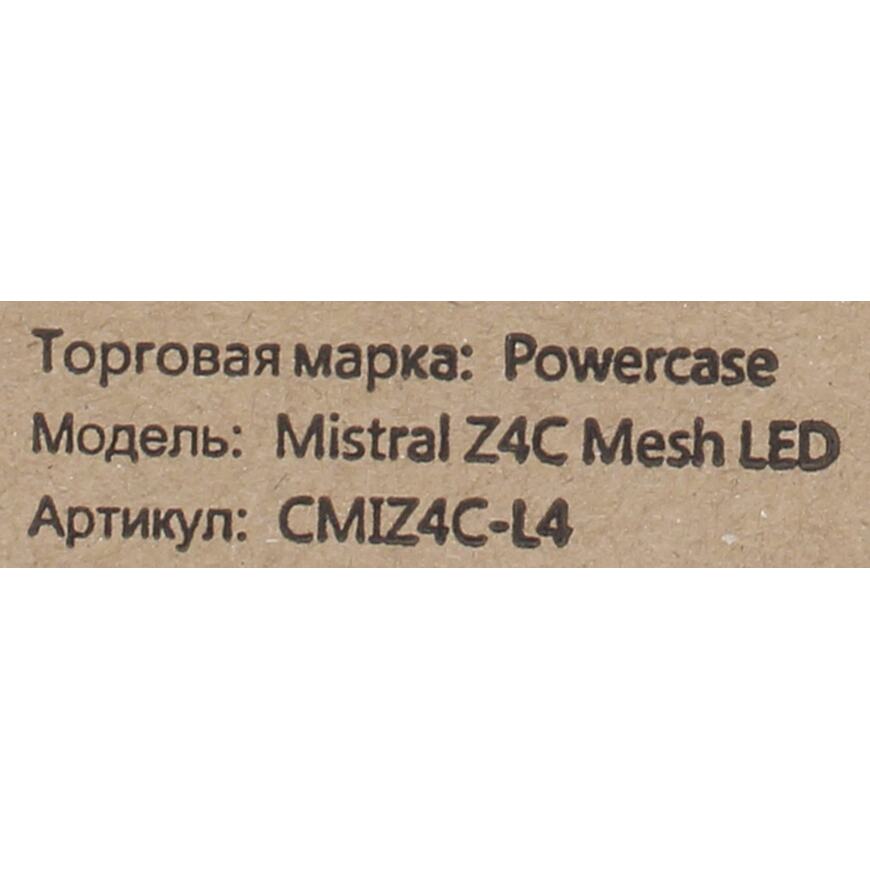 Торговая марка: Powercase
Модель: Mistral Z4C Mesh LED
Артикул: CMIZ4C-L4